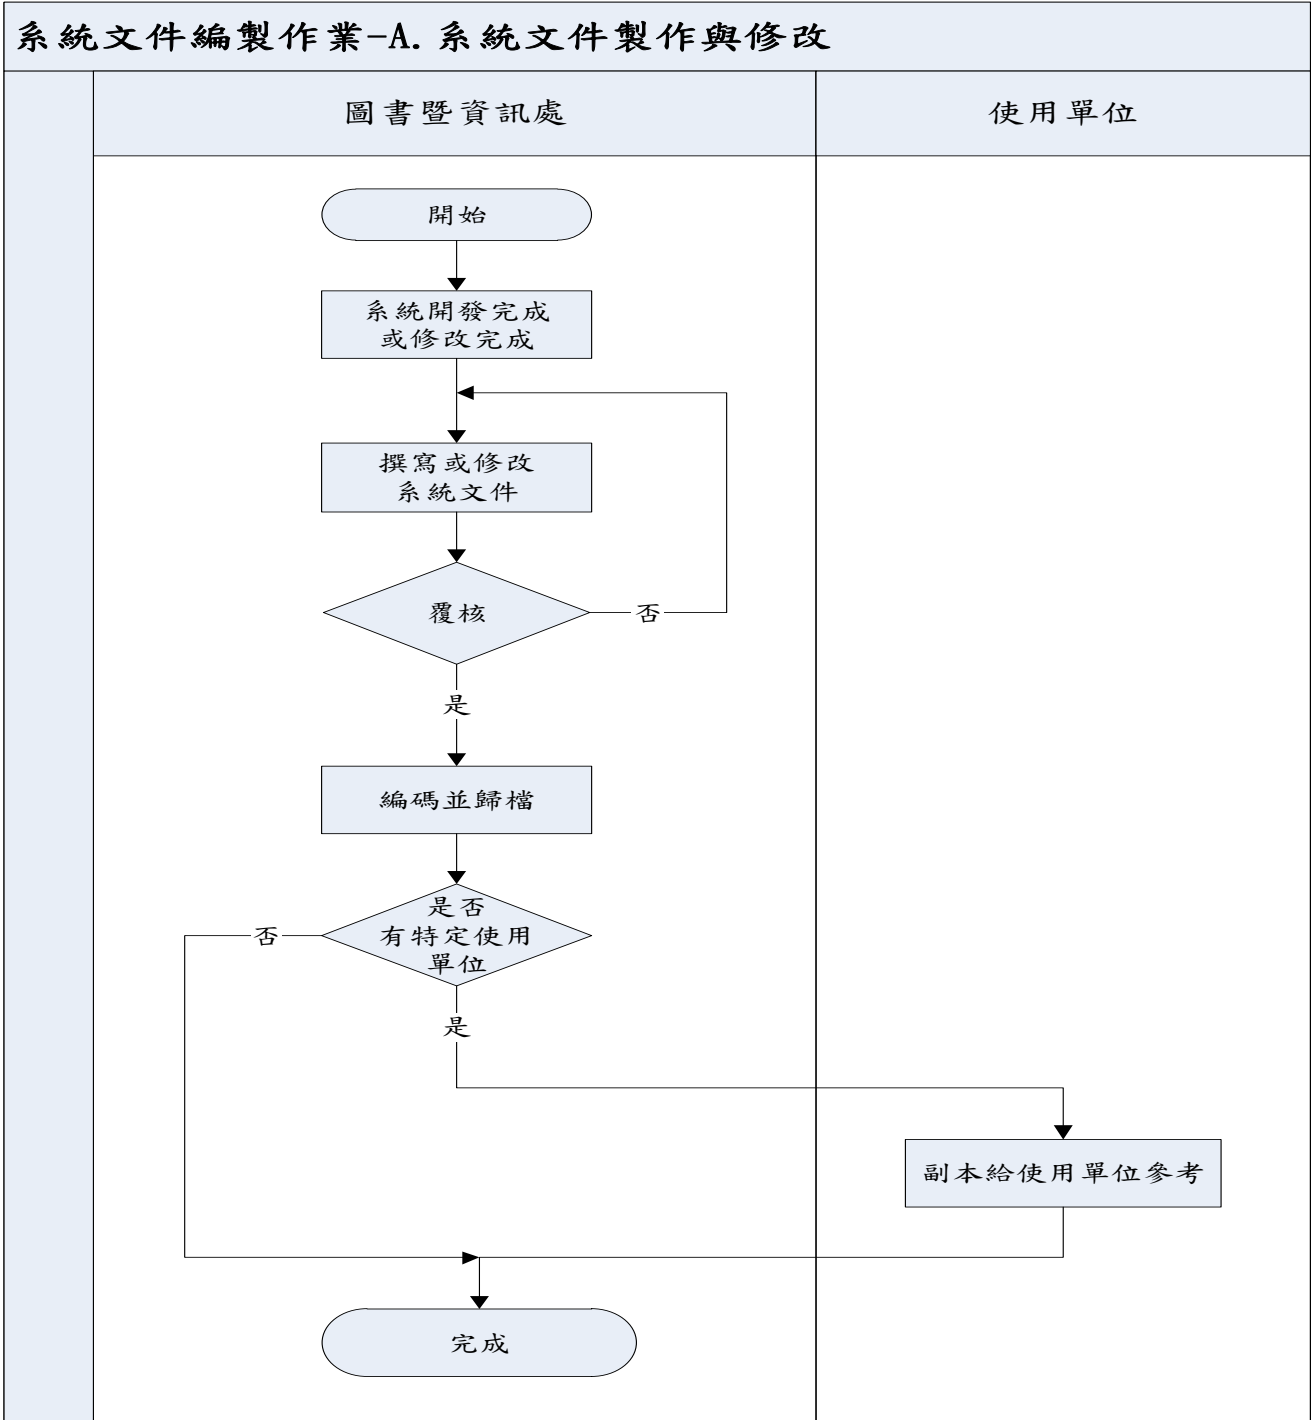 系統文件編製作業-A.系統文件製作與修改
圖書暨資訊處
使用單位
開始
系統開發完成
或修改完成
撰寫或修改
系統文件
覆核
否
是
編碼並歸檔
是否
有特定使用
單位
否
是
副本給使用單位參考
完成